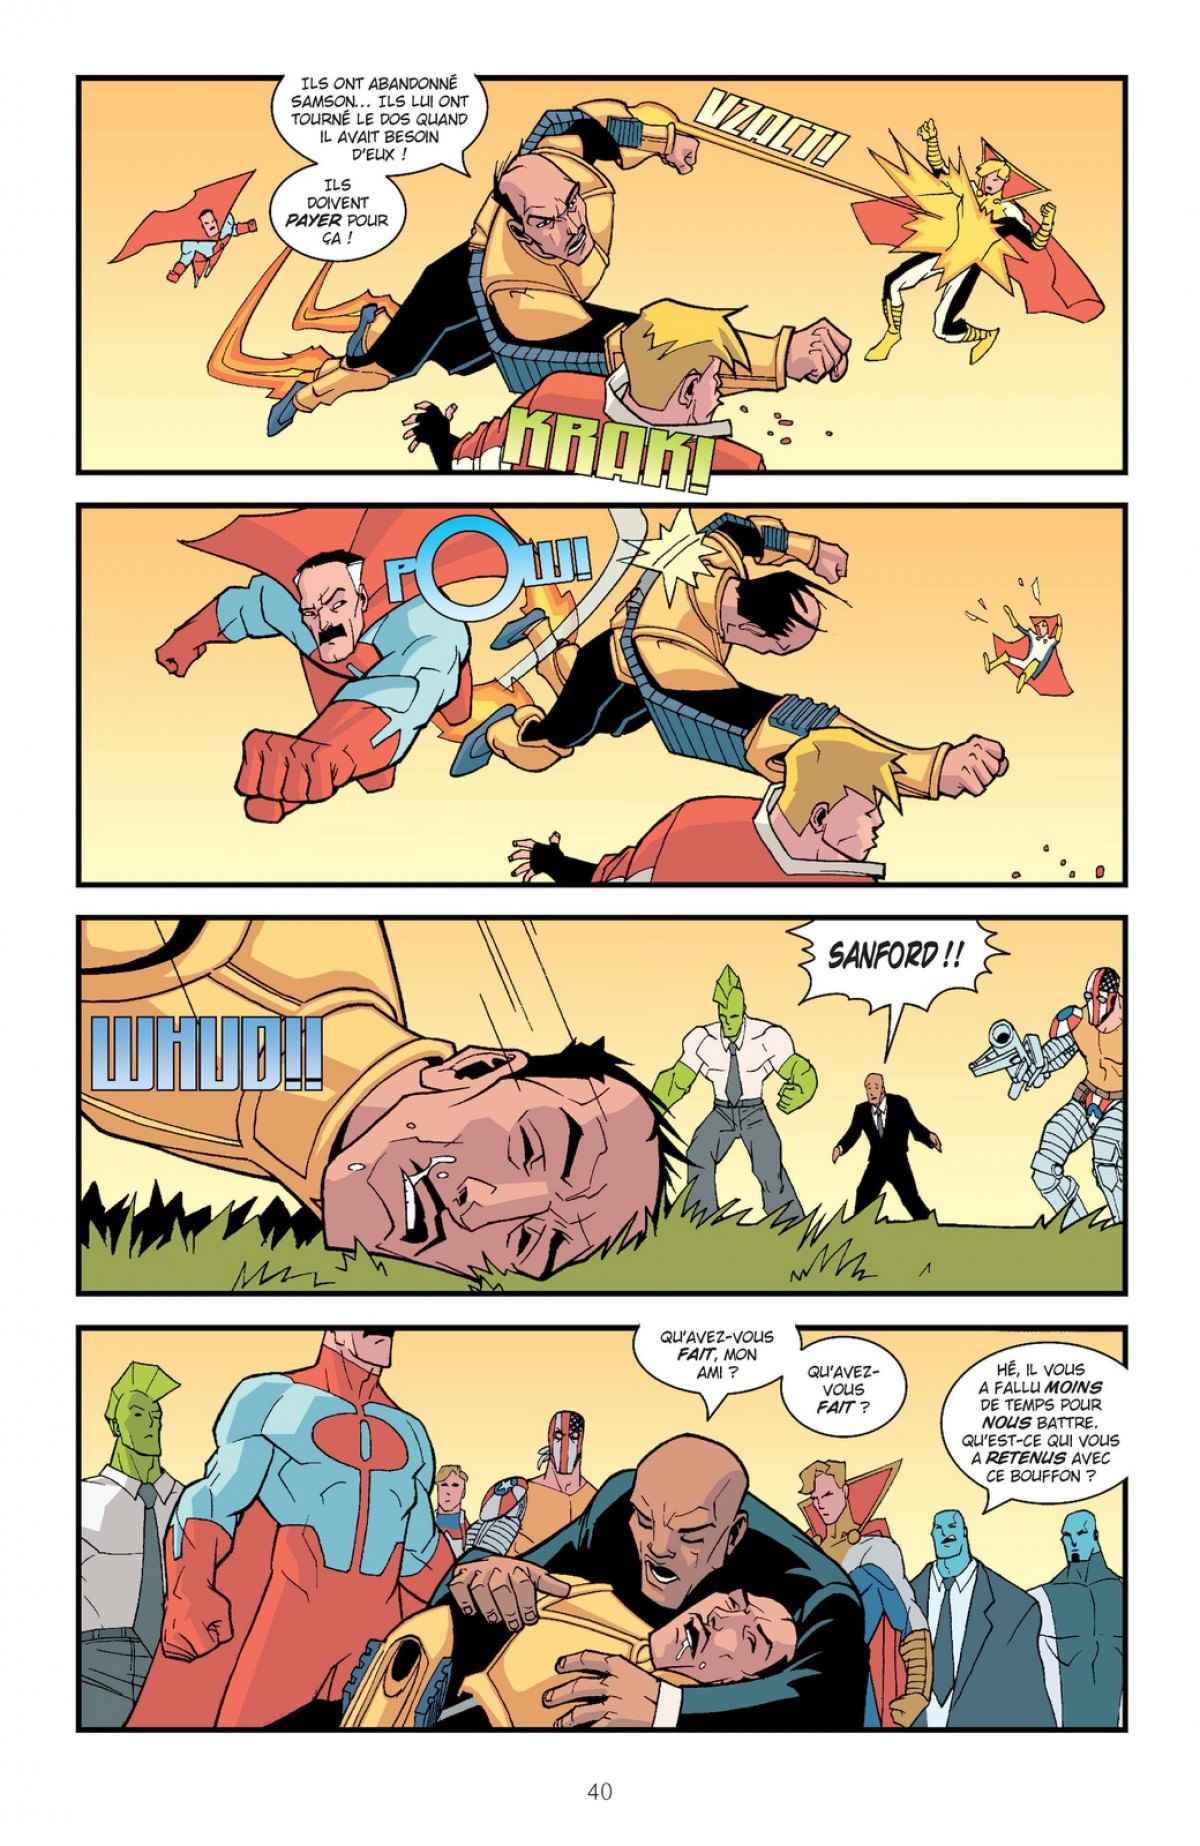 ILS ONT ABANDONNÉ
SAMSON... ILS LUI ONT
TOURNÉ LE DOS QUAND
IL AVAIT BESOIN
D'EUX !
ILS
DOIVENT
PAYER POUR
ÇA !
VZACT!
KRAK!
POW!
WHUD!!
SANFORD !!
QU'AVEZ-VOUS
FAIT, MON
AMI ?
QU'AVEZ-
VOUS
FAIT ?
HÉ, IL VOUS
A FALLU MOINS
DE TEMPS POUR
NOUS BATTRE.
QU'EST-CE QUI VOUS
A RETENUS AVEC
CE BOUFFON ?
40